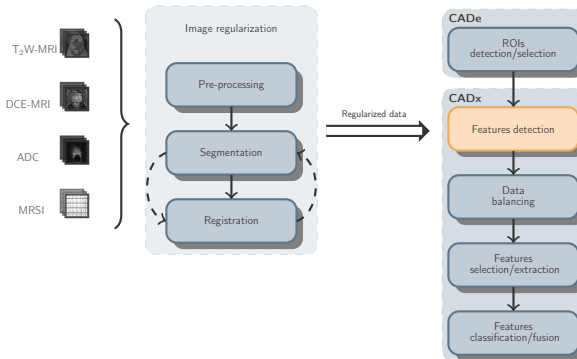 T₂W-MRI
DCE-MRI
ADC
MRSI
Image regularization
Pre-processing
Segmentation
Registration
Regularized data
CADe
ROIs
detection/selection
CADx
Features detection
Data
balancing
Features
selection/extraction
Features
classification/fusion